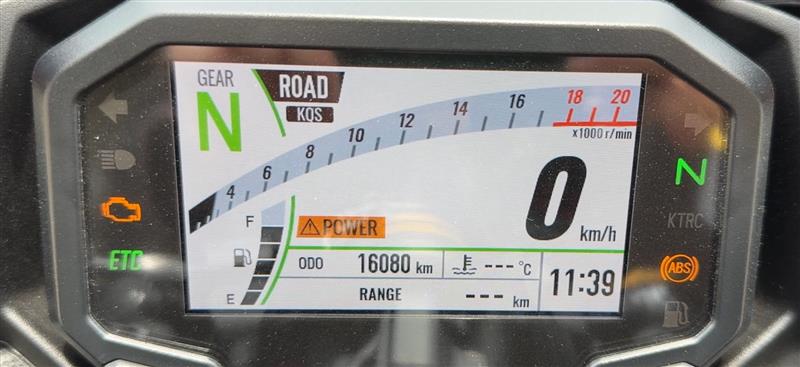 GEAR
N
ROAD
KQS
4 6 8 10 12 14 16 18 20
x1000 r/min
0 km/h
N
KTRC
ETC
F
E
POWER
ODO 16080 km
--- °C
RANGE --- km
11:39
ABS